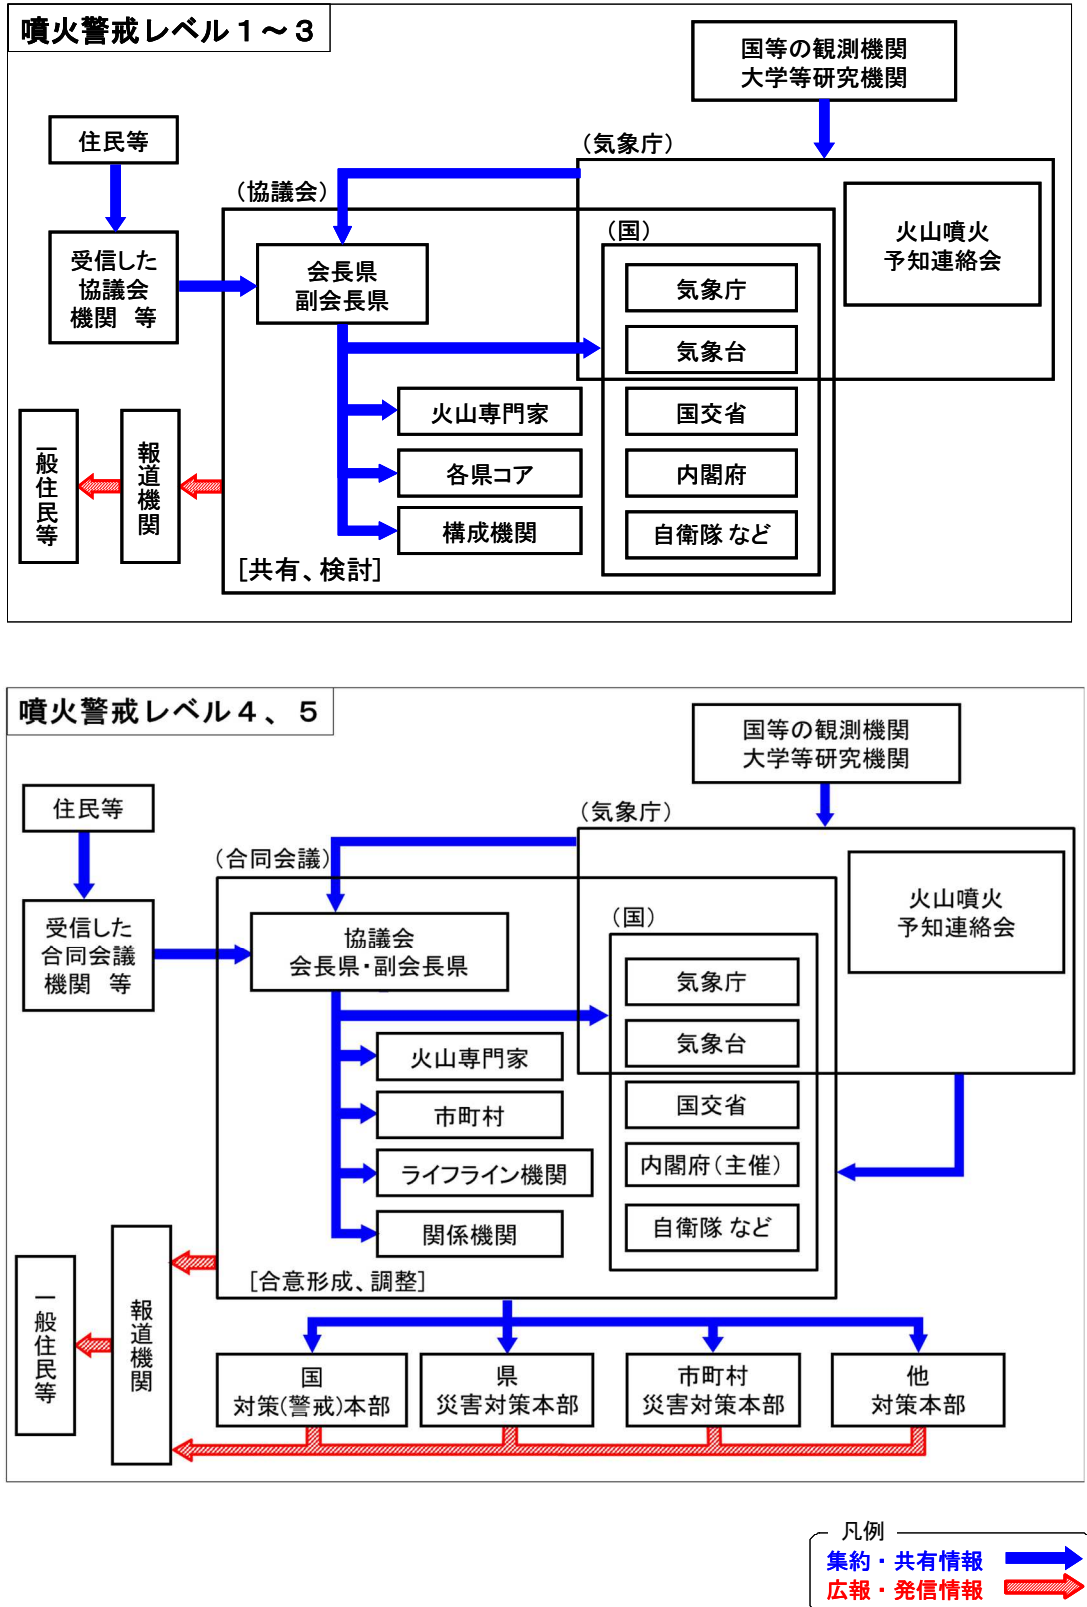 噴火警戒レベル１～３
国等の観測機関
大学等研究機関
住民等
（気象庁）
（協議会）
受信した
協議会
機関　等
会長県
副会長県
（国）
気象庁
気象台
国交省
内閣府
自衛隊 など
火山噴火
予知連絡会
火山専門家
各県コア
構成機関
一般住民等
報道機関
［共有、検討］
噴火警戒レベル４、５
国等の観測機関
大学等研究機関
住民等
（気象庁）
（合同会議）
受信した
合同会議
機関　等
協議会
会長県・副会長県
（国）
気象庁
気象台
国交省
内閣府（主催）
自衛隊 など
火山噴火
予知連絡会
火山専門家
市町村
ライフライン機関
関係機関
［合意形成、調整］
一般住民等
報道機関
国
対策(警戒)本部
県
災害対策本部
市町村
災害対策本部
他
対策本部
凡例
集約・共有情報
広報・発信情報